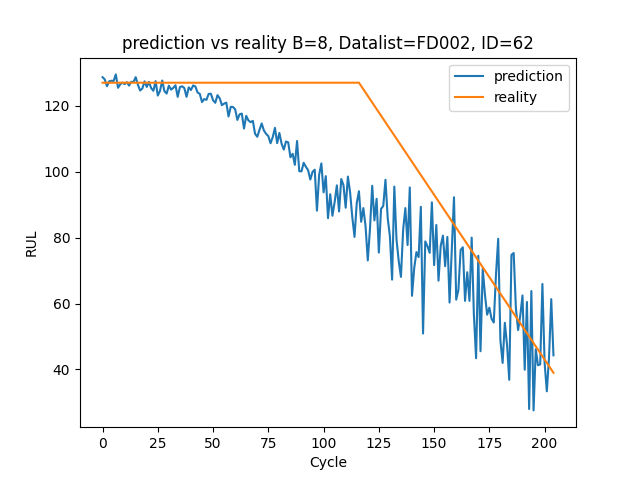 prediction vs reality B=8, Datalist=FD002, ID=62
prediction
reality
RUL
120
100
80
60
40
0 25 50 75 100 125 150 175 200
Cycle